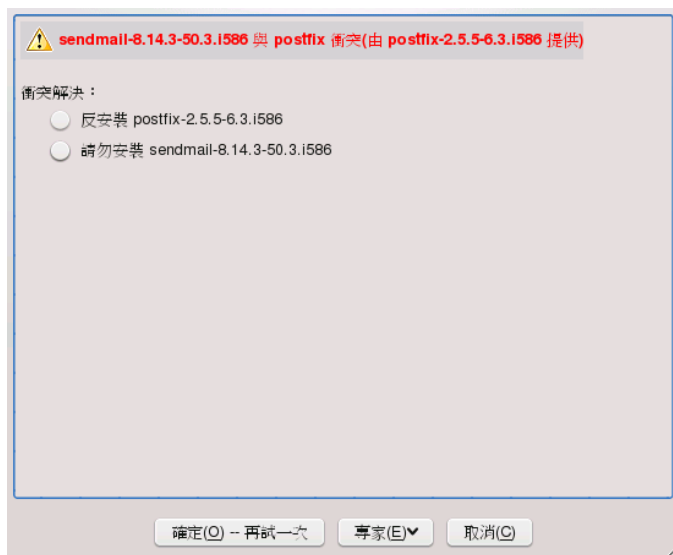 sendmail-8.14.3-50.3.i586 與 postfix 衝突(由 postfix-2.5.5-6.3.i586 提供)
衝突解決：
反安裝 postfix-2.5.5-6.3.i586
請勿安裝 sendmail-8.14.3-50.3.i586
確定(O) -- 再試一次 專家(E) 取消(C)